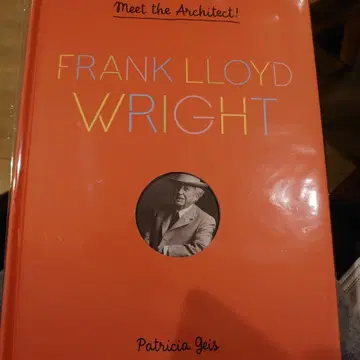 Meet the Architect!
FRANK LLOYD
WRIGHT
Patricia Geis